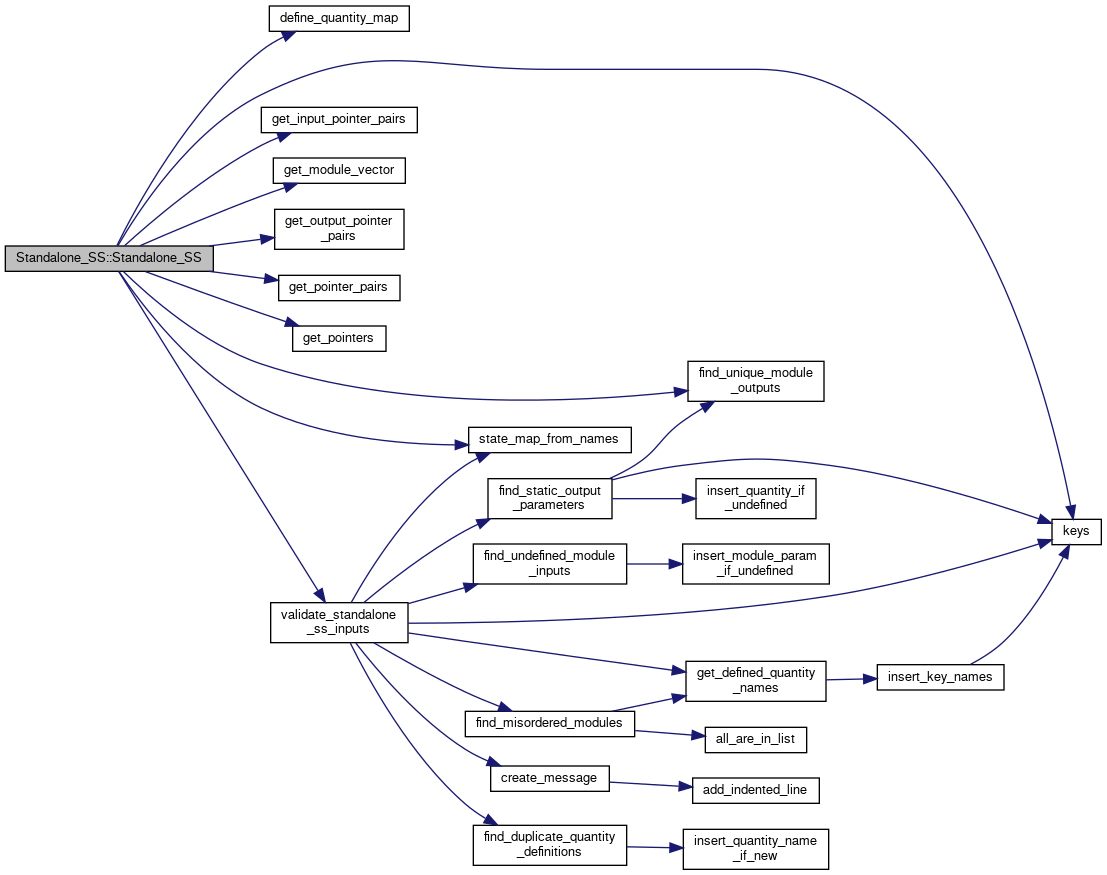 define_quantity_map
get_input_pointer_pairs
get_module_vector
get_output_pointer
_pairs
Standalone_SS::Standalone_SS
get_pointer_pairs
get_pointers
find_unique_module
_outputs
state_map_from_names
find_static_output
_parameters
insert_quantity_if
_undefined
keys
find_undefined_module
_inputs
insert_module_param
_if_undefined
validate_standalone
_ss_inputs
get_defined_quantity
_names
insert_key_names
find_misordered_modules
all_are_in_list
create_message
add_indented_line
find_duplicate_quantity
_definitions
insert_quantity_name
_if_new